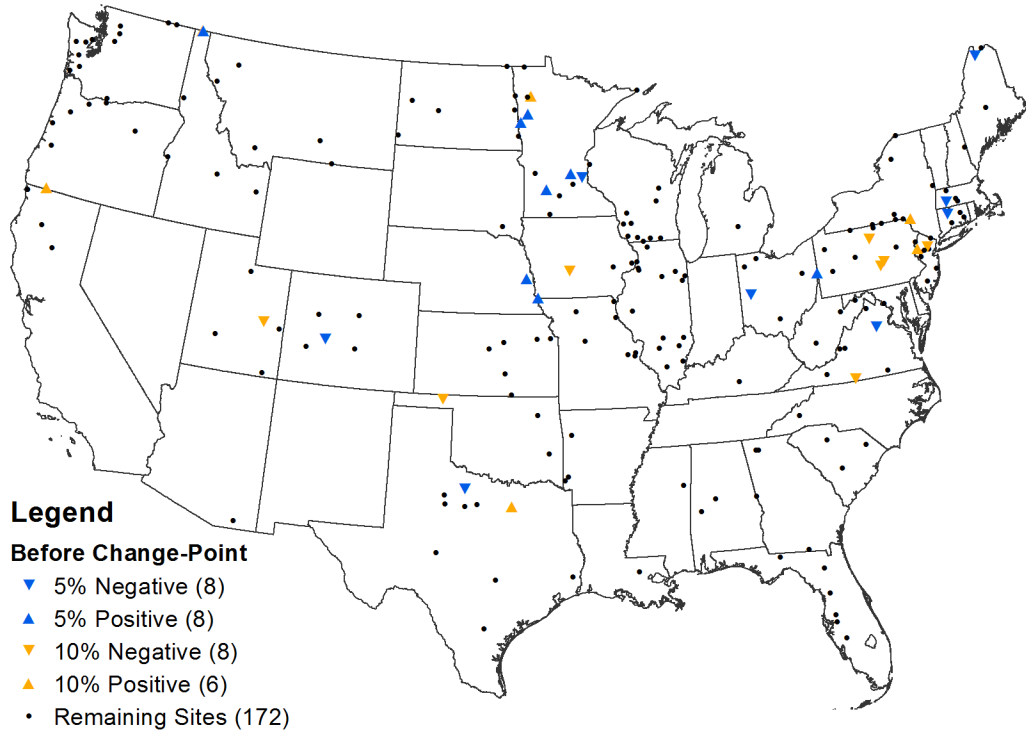 Legend
Before Change-Point
5% Negative (8)
5% Positive (8)
10% Negative (8)
10% Positive (6)
Remaining Sites (172)